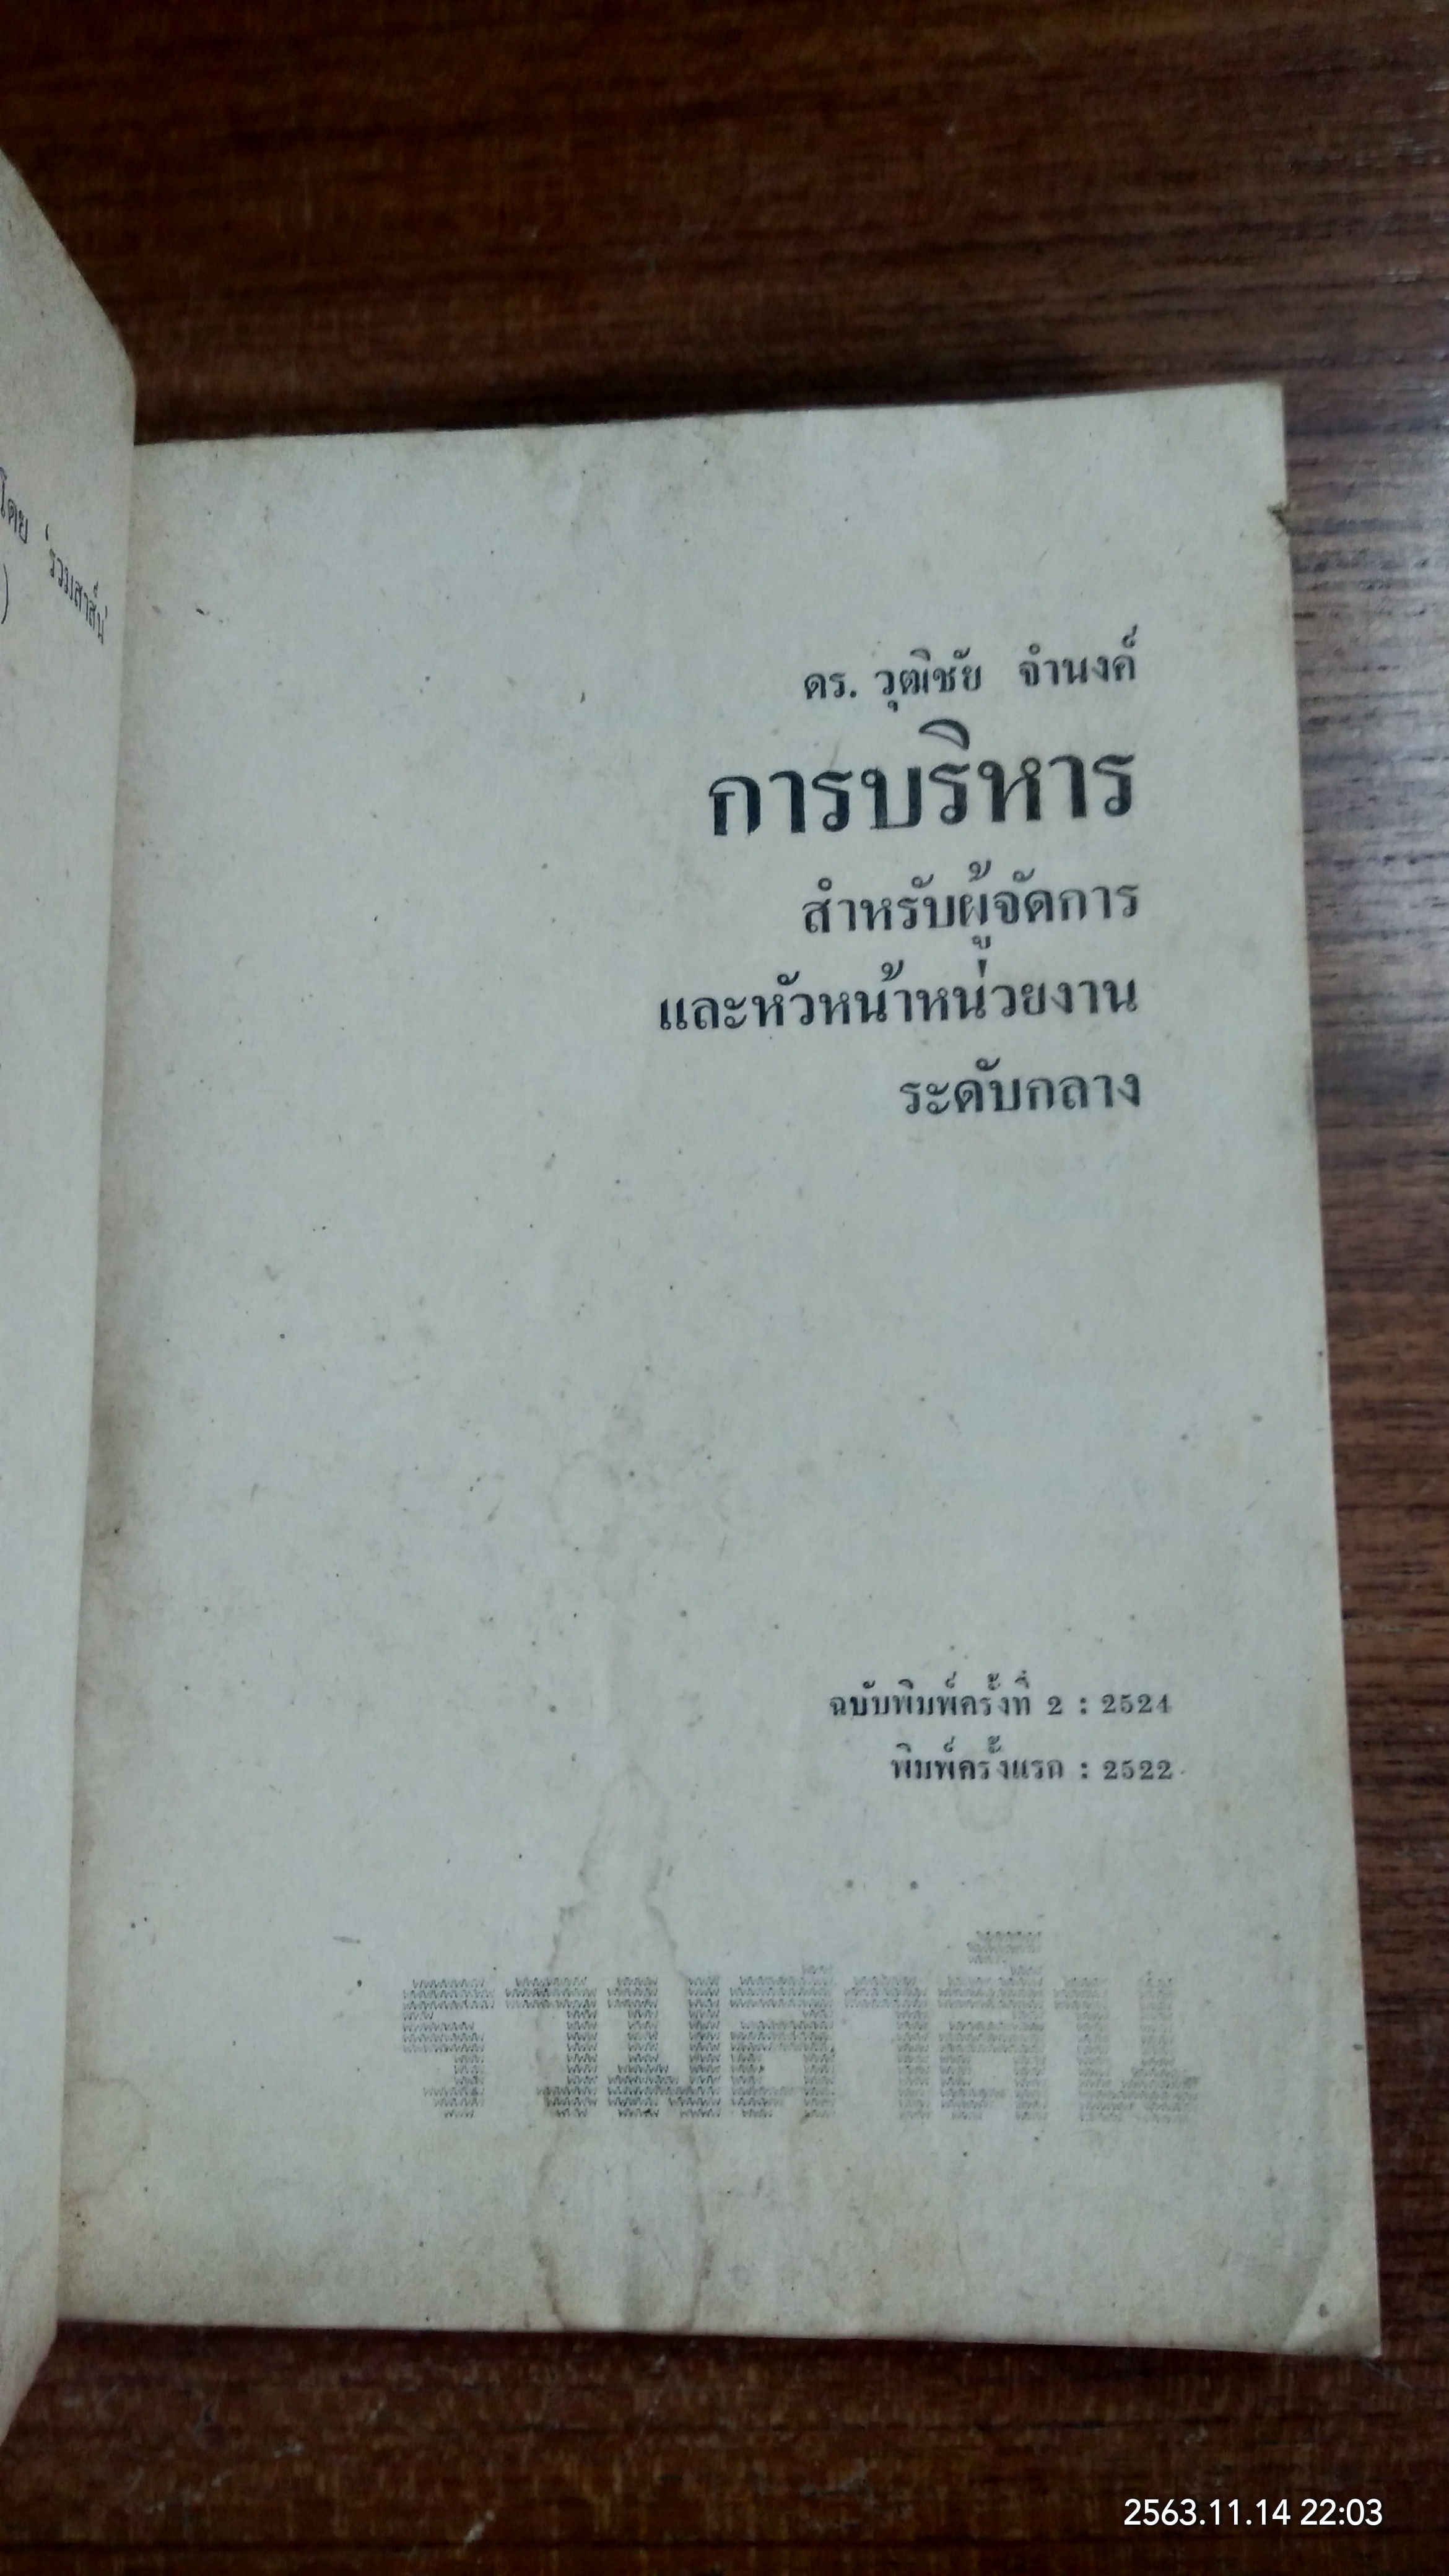 ดร. วุฒิชัย จำนงค์
การบริหาร
สำหรับผู้จัดการ
และหัวหน้าหน่วยงาน
ระดับกลาง
ฉบับพิมพ์ครั้งที่ 2 : 2524
พิมพ์ครั้งแรก : 2522
รวมสาส์น
2563.11.14 22:03